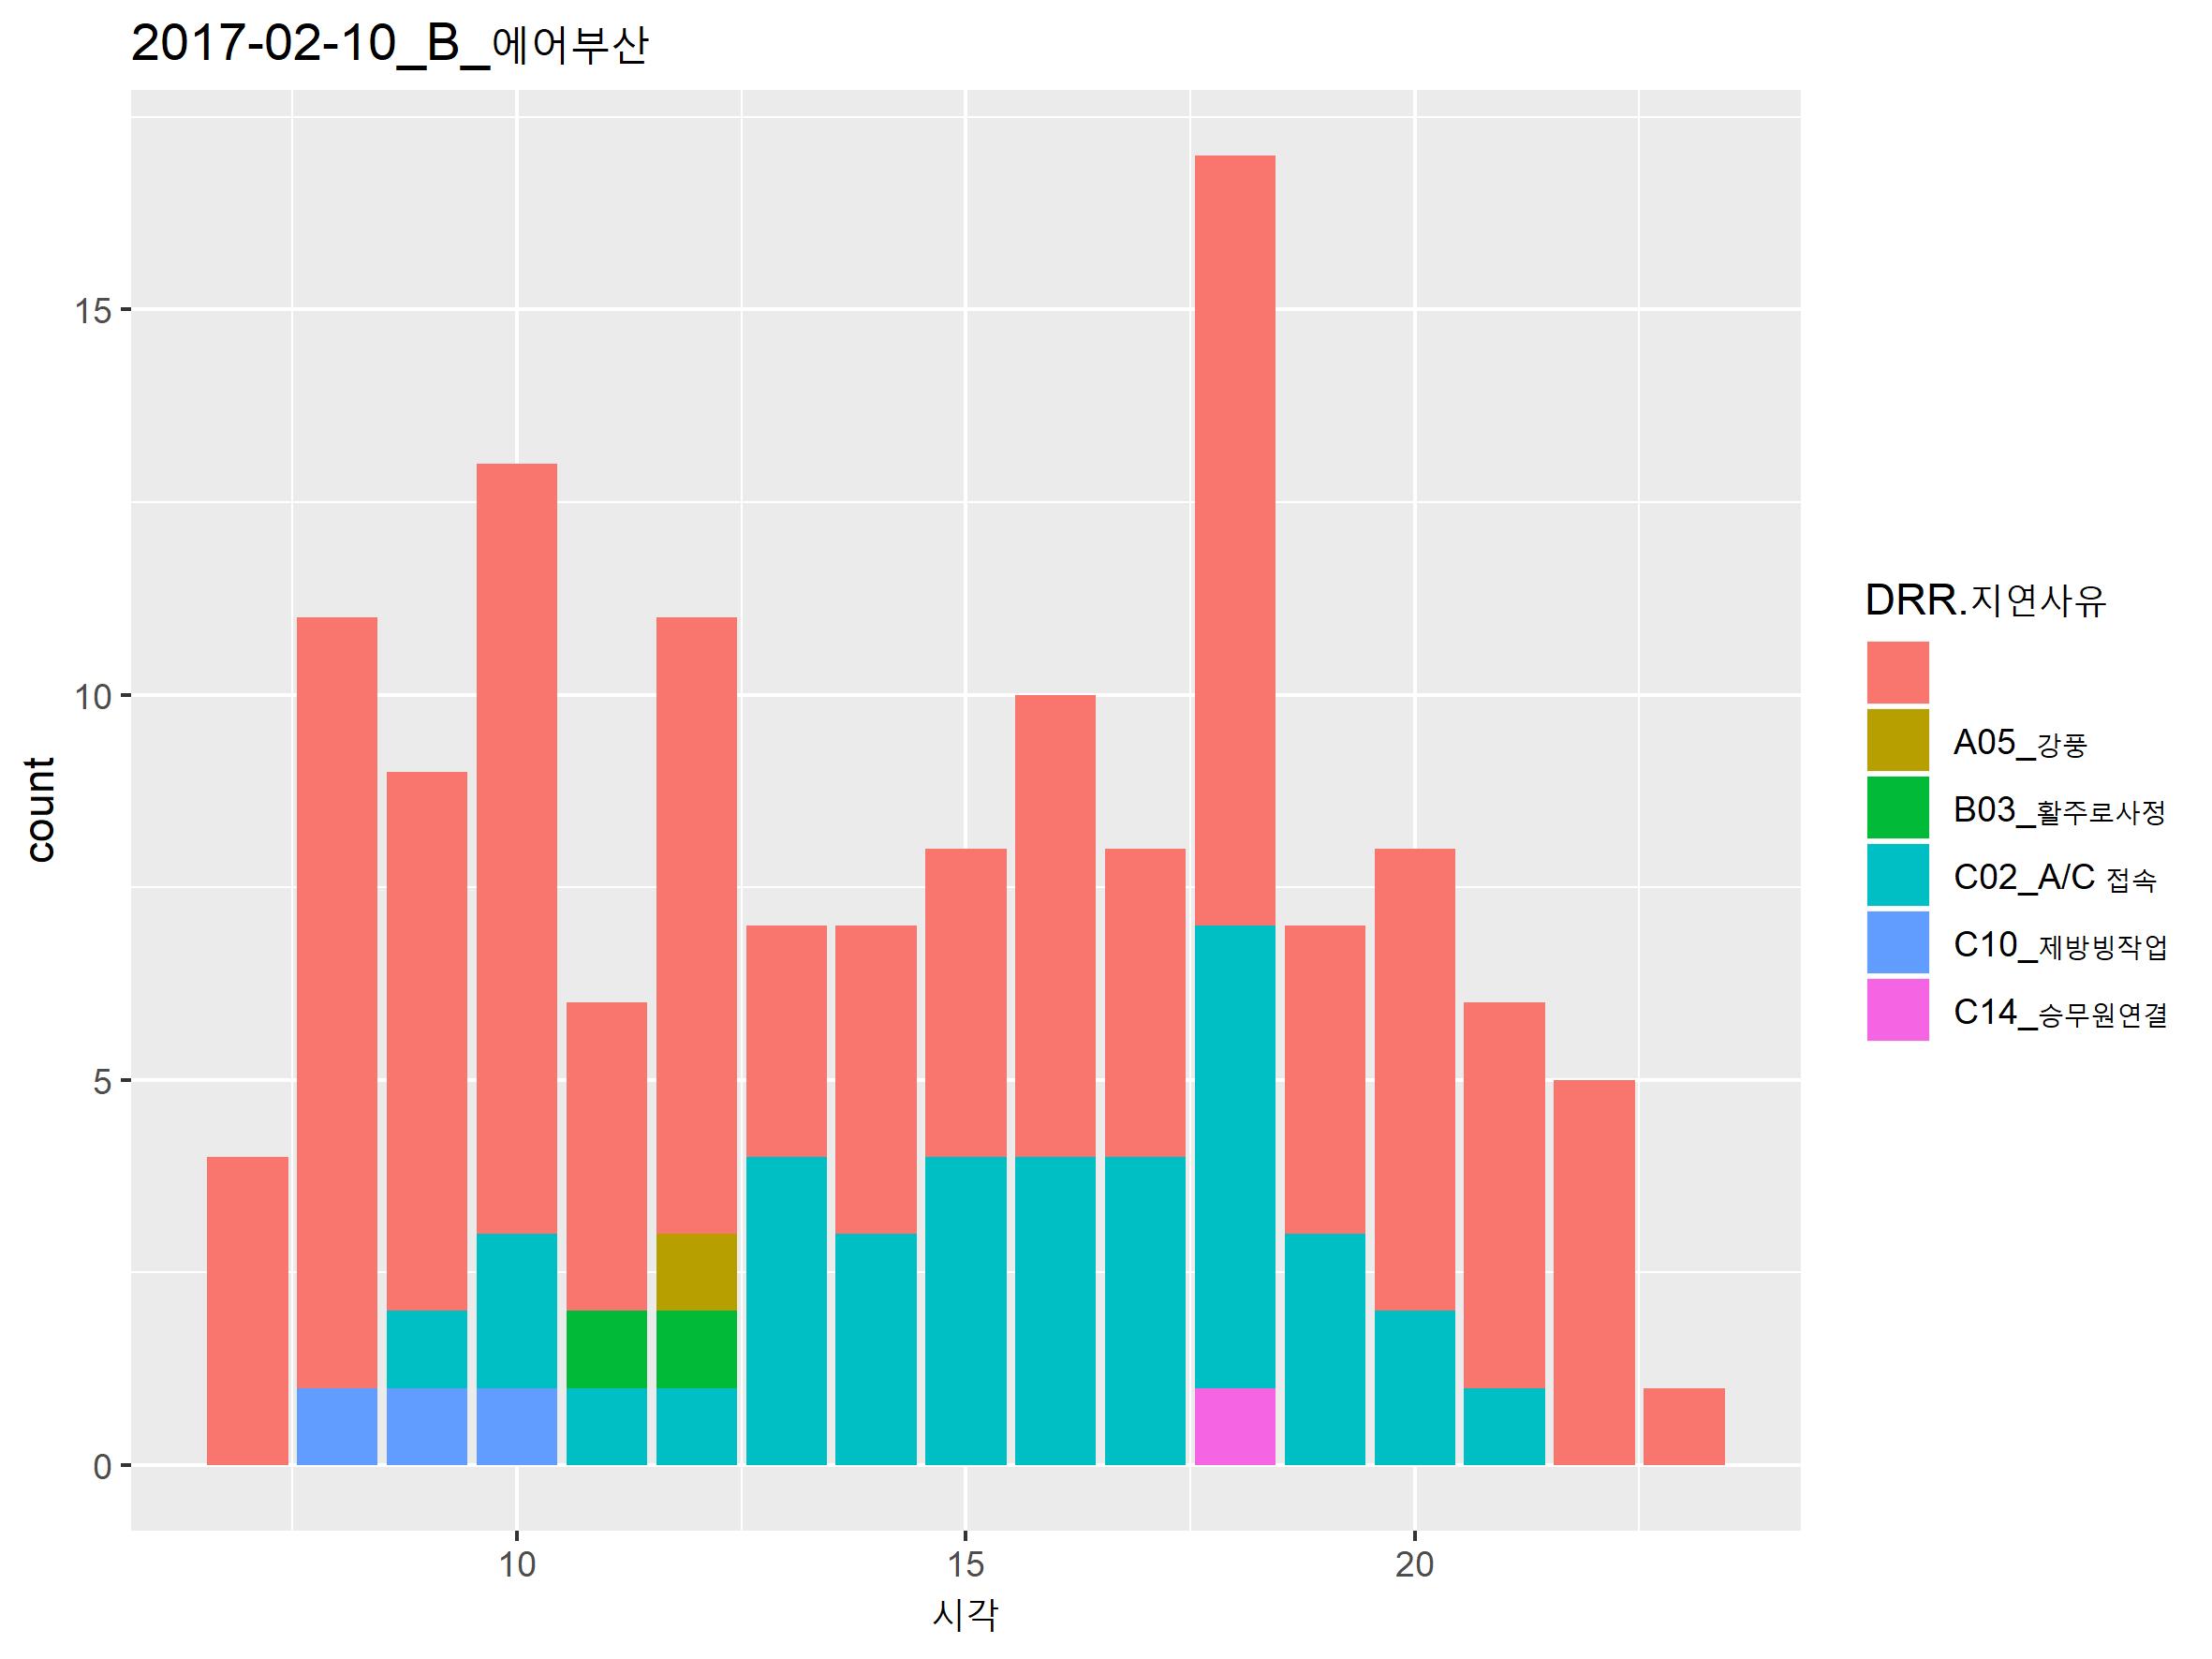 2017-02-10_B_에어부산
count
15
10
5
0
10
15
20
시각
DRR.지연사유
A05_강풍
B03_활주로사정
C02_A/C 접속
C10_제방빙작업
C14_승무원연결